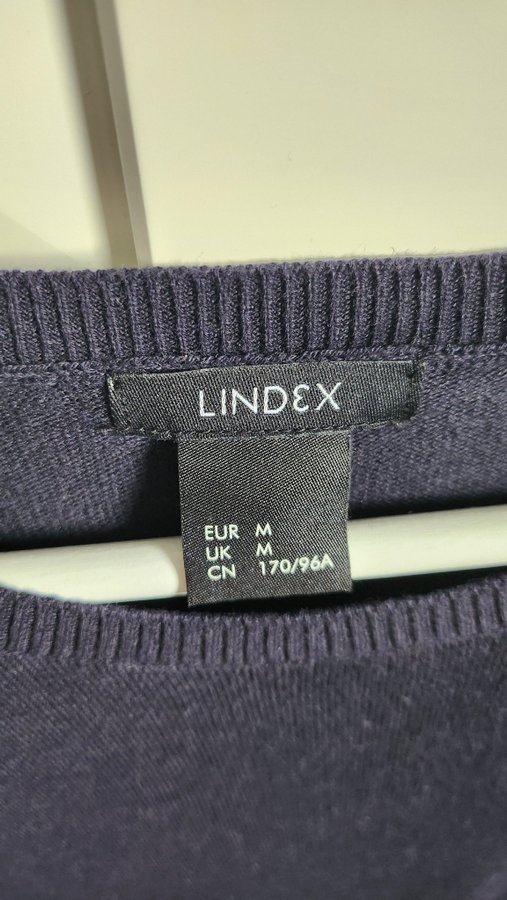 LINDEX
EUR M
UK M
CN 170/96A